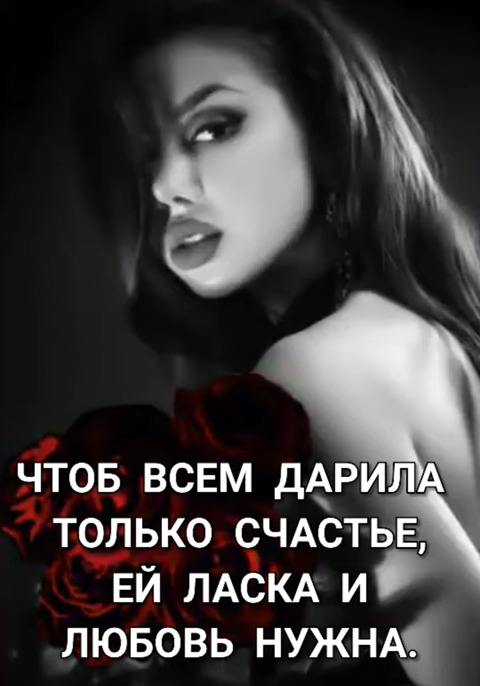 ЧТОБ ВСЕМ ДАРИЛА
ТОЛЬКО СЧАСТЬЕ,
ЕЙ ЛАСКА И
ЛЮБОВЬ НУЖНА.